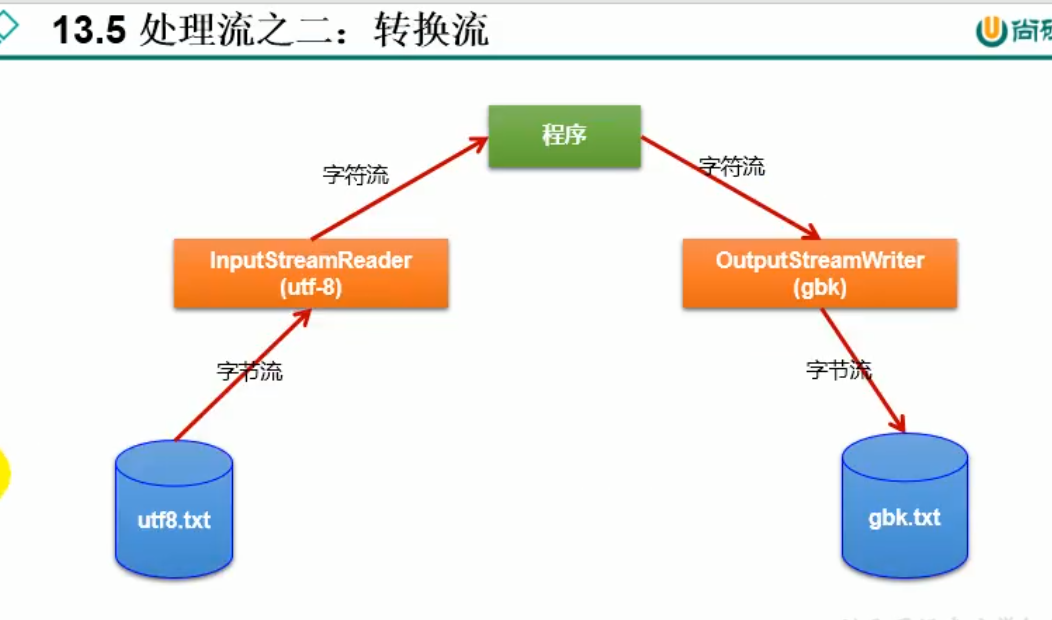 13.5 处理流之二：转换流
尚
程序
字符流
字符流
InputStreamReader
(utf-8)
OutputStreamWriter
(gbk)
字节流
字节流
utf8.txt
gbk.txt